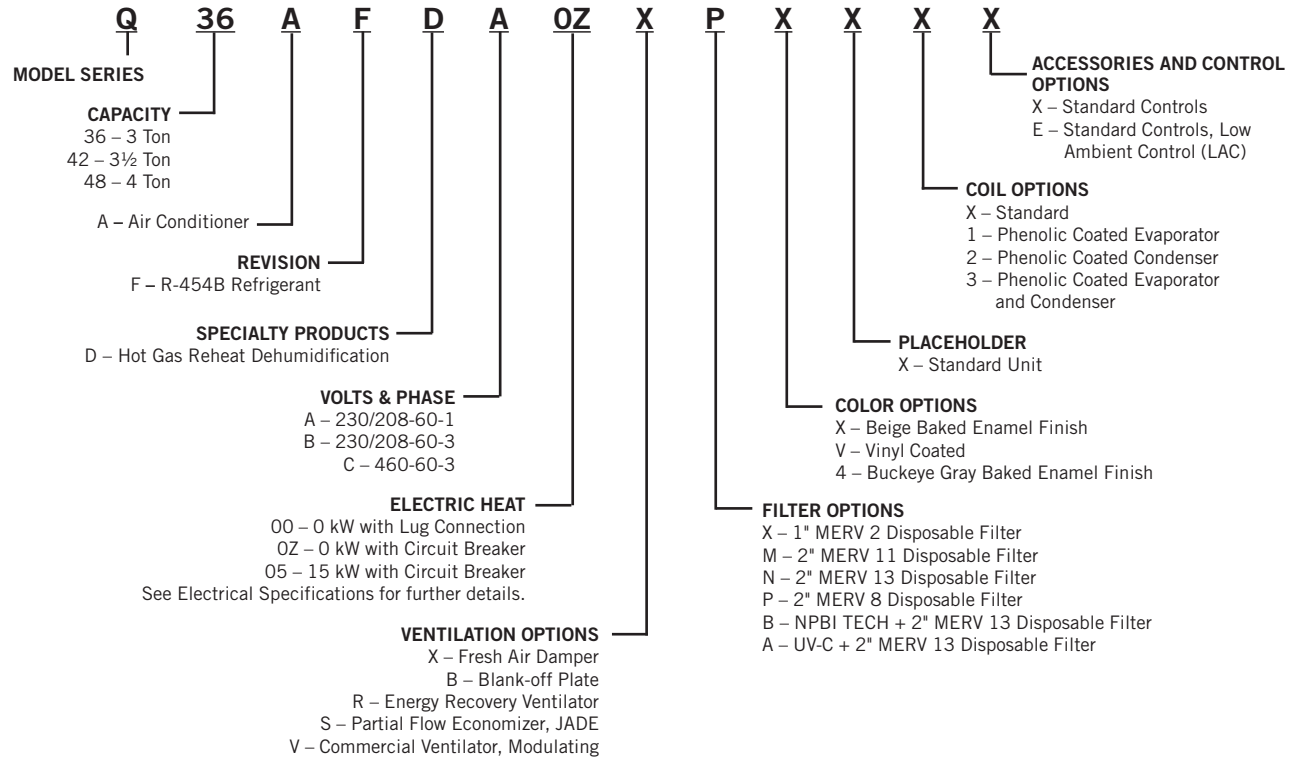 Q 36 A F D A 0Z X P X X X X
MODEL SERIES
CAPACITY
36 – 3 Ton
42 – 3½ Ton
48 – 4 Ton
A – Air Conditioner
REVISION
F – R-454B Refrigerant
SPECIALTY PRODUCTS
D – Hot Gas Reheat Dehumidification
VOLTS & PHASE
A – 230/208-60-1
B – 230/208-60-3
C – 460-60-3
ELECTRIC HEAT
00 – 0 kW with Lug Connection
0Z – 0 kW with Circuit Breaker
05 – 15 kW with Circuit Breaker
See Electrical Specifications for further details.
VENTILATION OPTIONS
X – Fresh Air Damper
B – Blank-off Plate
R – Energy Recovery Ventilator
S – Partial Flow Economizer, JADE
V – Commercial Ventilator, Modulating
ACCESSORIES AND CONTROL
OPTIONS
X – Standard Controls
E – Standard Controls, Low
Ambient Control (LAC)
COIL OPTIONS
X – Standard
1 – Phenolic Coated Evaporator
2 – Phenolic Coated Condenser
3 – Phenolic Coated Evaporator
and Condenser
PLACEHOLDER
X – Standard Unit
COLOR OPTIONS
X – Beige Baked Enamel Finish
V – Vinyl Coated
4 – Buckeye Gray Baked Enamel Finish
FILTER OPTIONS
X – 1" MERV 2 Disposable Filter
M – 2" MERV 11 Disposable Filter
N – 2" MERV 13 Disposable Filter
P – 2" MERV 8 Disposable Filter
B – NPBI TECH + 2" MERV 13 Disposable Filter
A – UV-C + 2" MERV 13 Disposable Filter